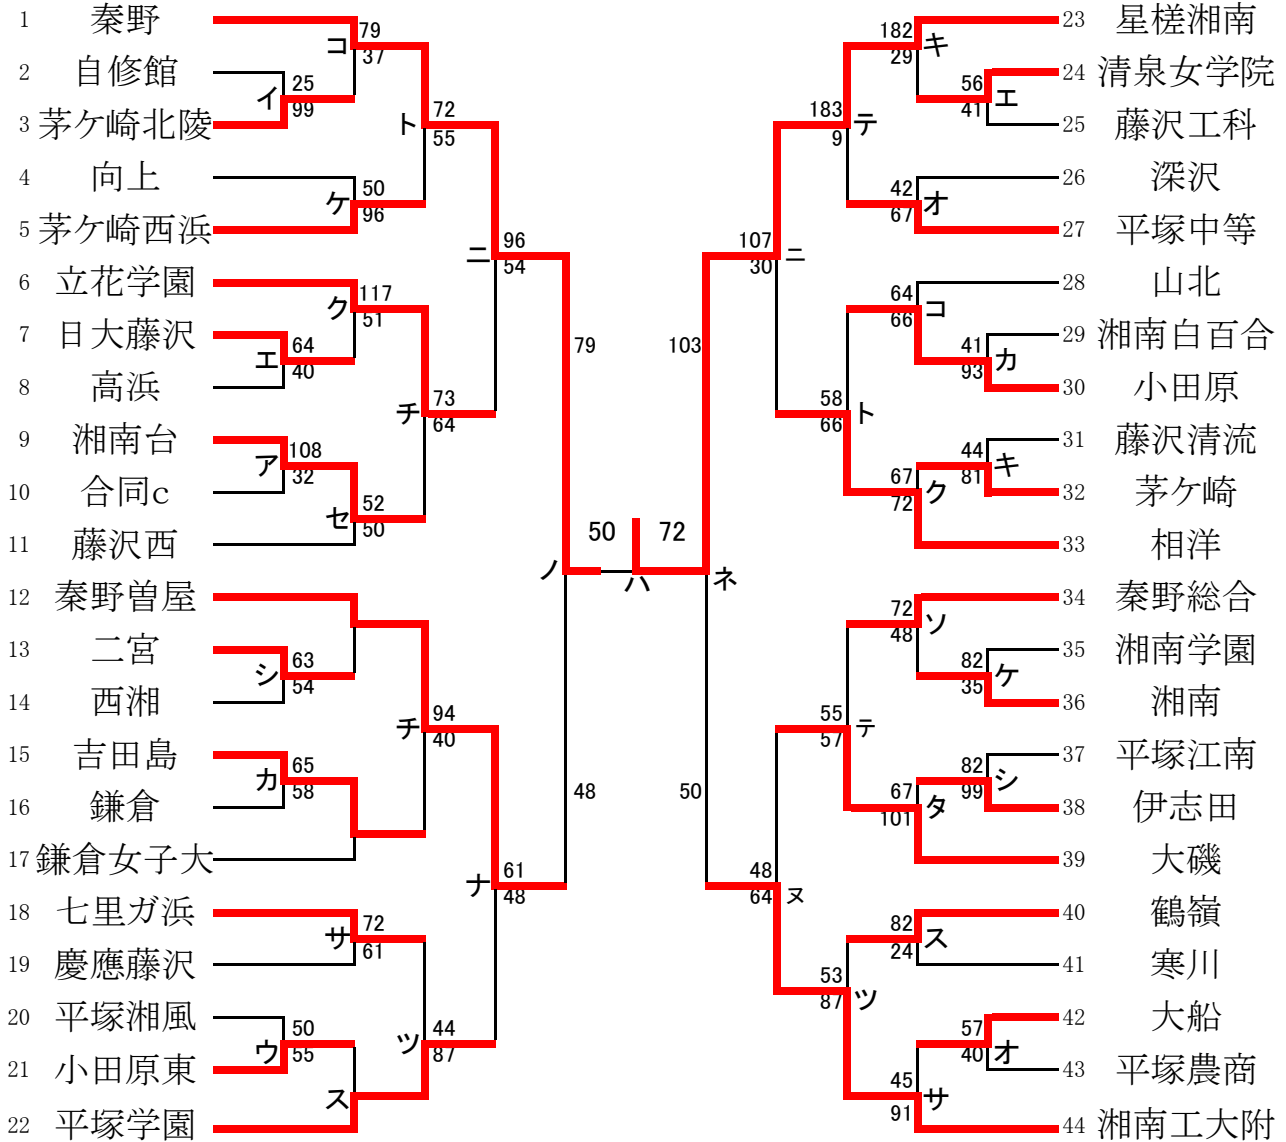 1 秦野
2 自修館
3 茅ケ崎北陵
4 向上
5 茅ケ崎西浜
6 立花学園
7 日大藤沢
8 高浜
9 湘南台
10 合同c
11 藤沢西
12 秦野曽屋
13 二宮
14 西湘
15 吉田島
16 鎌倉
17 鎌倉女子大
18 七里ガ浜
19 慶應藤沢
20 平塚湘風
21 小田原東
22 平塚学園
イ 25 99
エ 64 40
ア 108 32
シ 63 54
カ 65 58
ウ 50 55
コ 79 37
ケ 50 96
ク 117 51
セ 52 50
サ 72 61
ス
ト 72 55
チ 73 64
チ 94 40
ツ 44 87
ニ 96 54
ナ 61 48
ノ 79 48
50 ハ 72
ネ 103 50
ニ 107 30
ヌ 48 64
テ 183 9
ト 58 66
テ 55 57
ツ 53 87
キ 182 29
オ 42 67
コ 64 66
ク 67 72
ソ 72 48
タ 67 101
ス 82 24
サ 45 91
エ 56 41
カ 41 93
キ 44 81
ケ 82 35
シ 82 99
オ 57 40
23 星槎湘南
24 清泉女学院
25 藤沢工科
26 深沢
27 平塚中等
28 山北
29 湘南白百合
30 小田原
31 藤沢清流
32 茅ケ崎
33 相洋
34 秦野総合
35 湘南学園
36 湘南
37 平塚江南
38 伊志田
39 大磯
40 鶴嶺
41 寒川
42 大船
43 平塚農商
44 湘南工大附